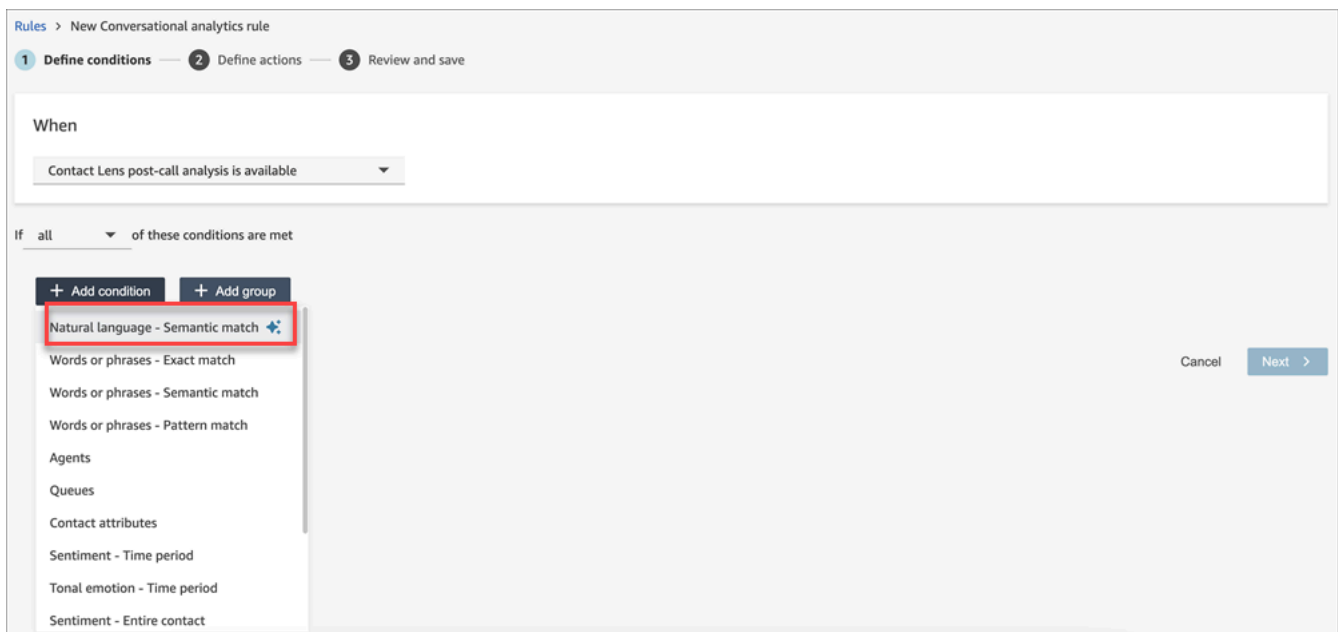 Rules > New Conversational analytics rule
1 Define conditions — 2 Define actions — 3 Review and save
When
Contact Lens post-call analysis is available
If all of these conditions are met
+ Add condition + Add group
Natural language - Semantic match
Words or phrases - Exact match
Words or phrases - Semantic match
Words or phrases - Pattern match
Agents
Queues
Contact attributes
Sentiment - Time period
Tonal emotion - Time period
Sentiment - Entire contact
Cancel Next >